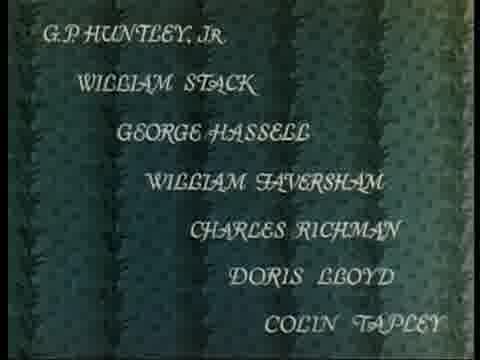 G.P. HUNTLEY, Jr.
WILLIAM STACK
GEORGE HASSELL
WILLIAM FAVERSHAM
CHARLES RICHMAN
DORIS LLOYD
COLIN TAPLEY